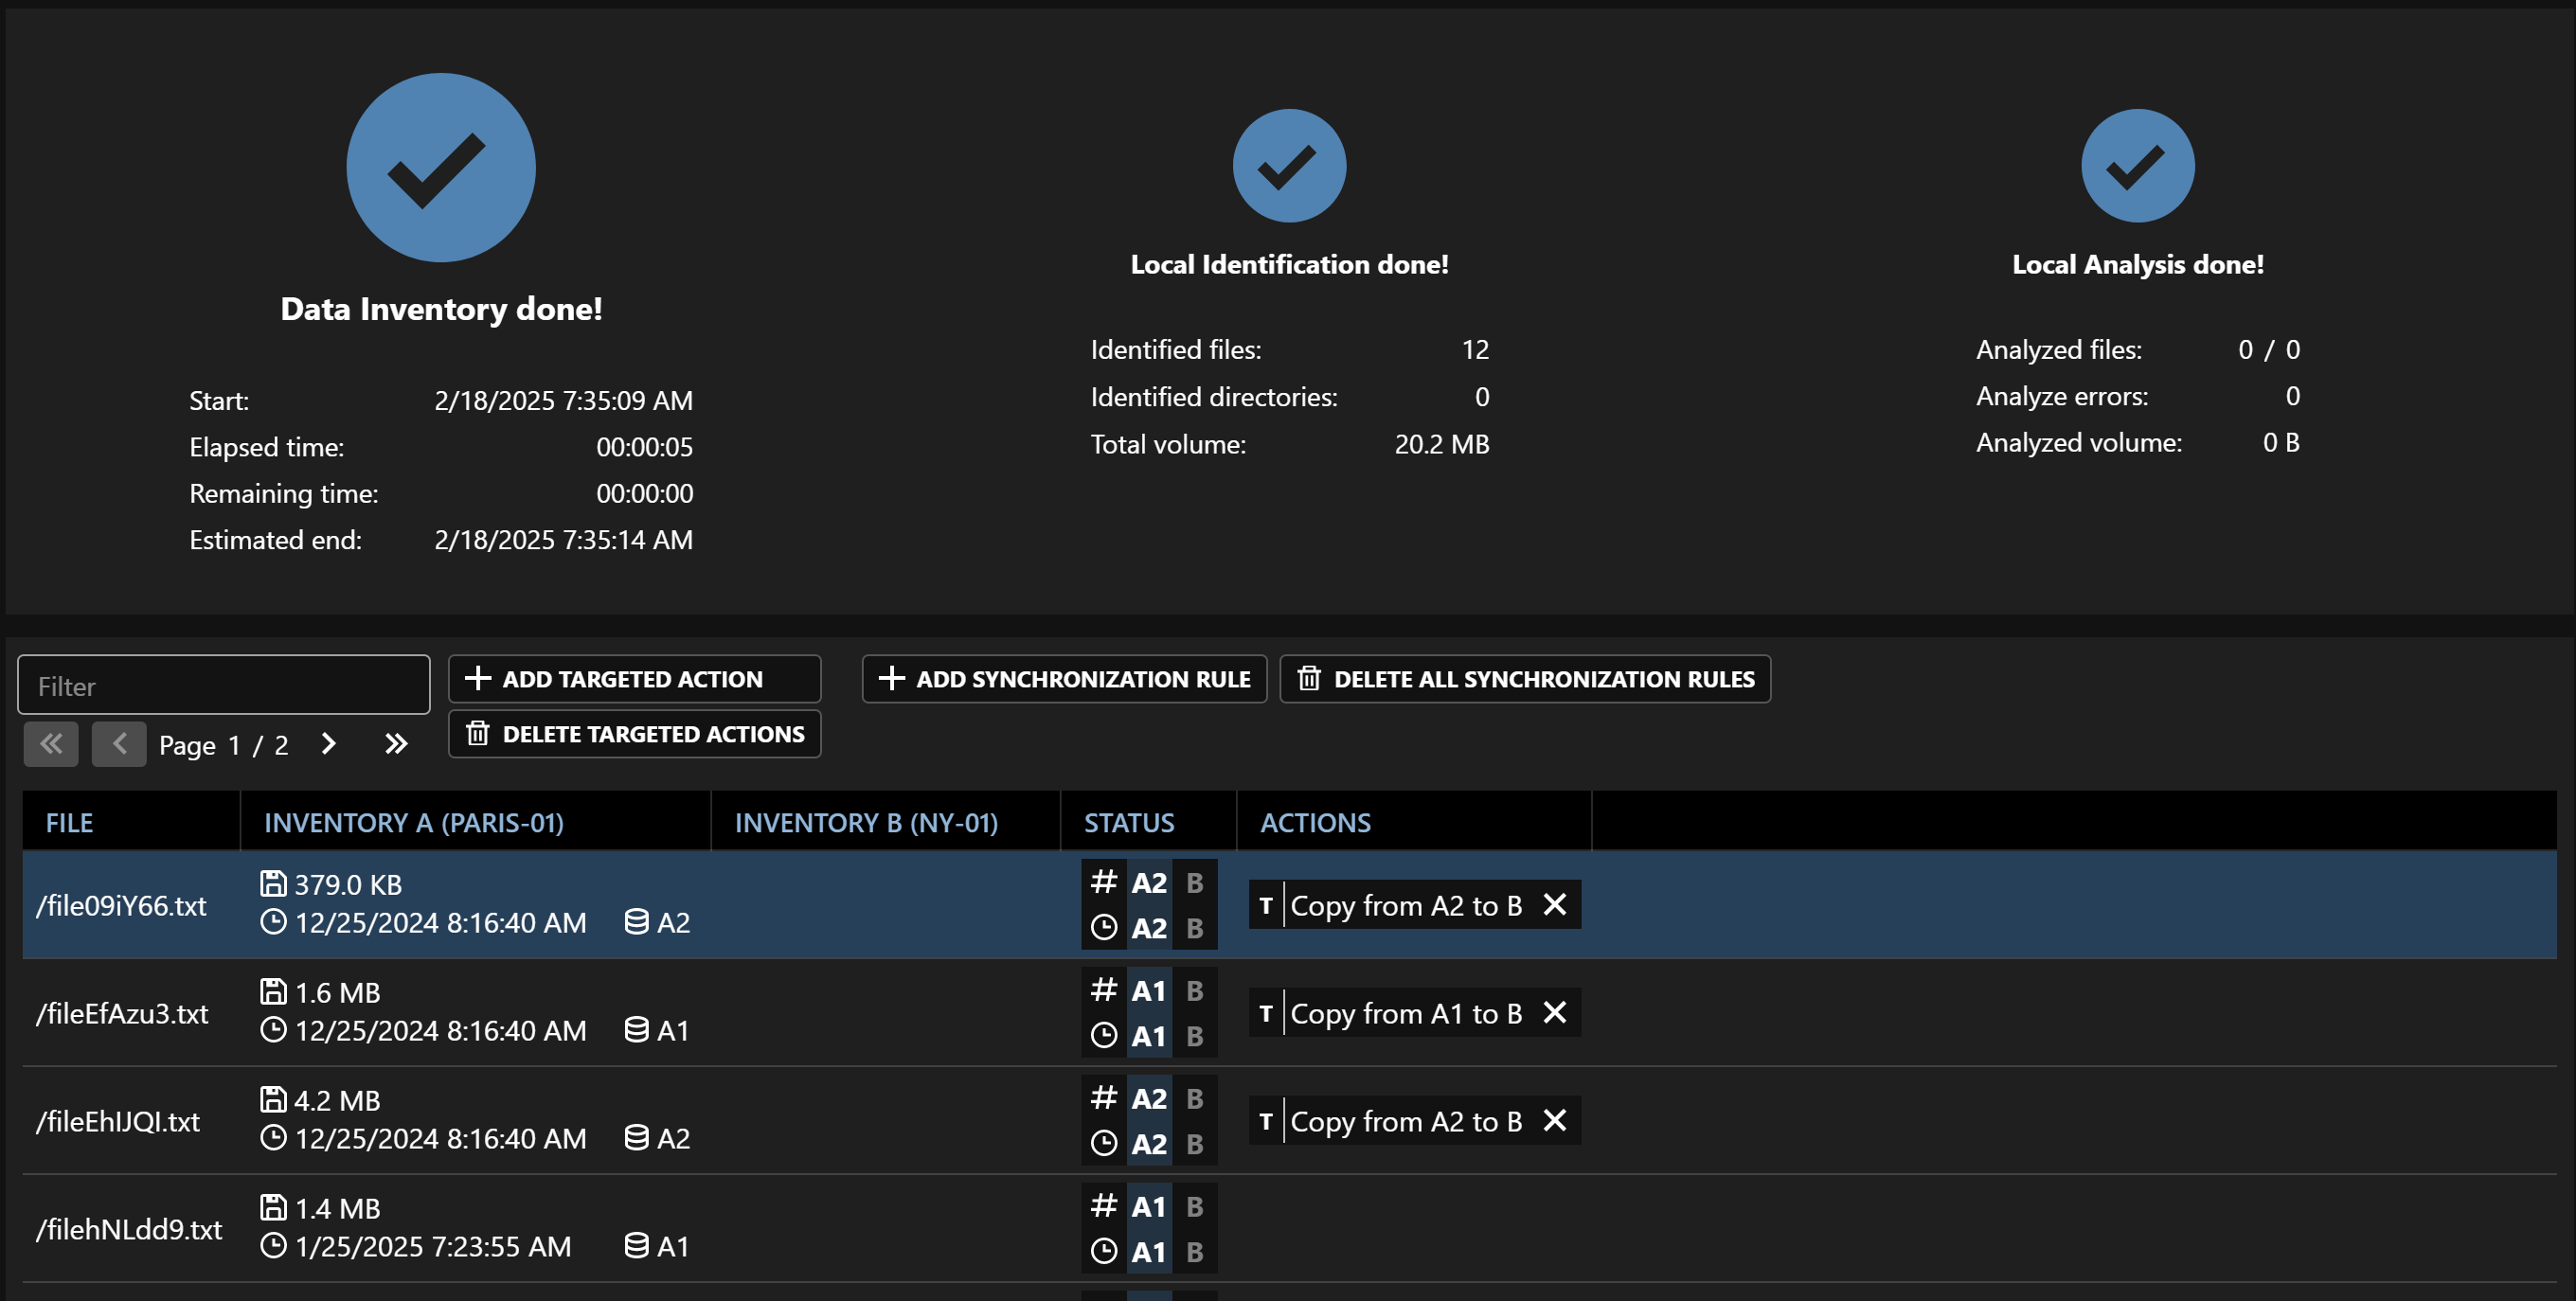 Data Inventory done!
Start: 2/18/2025 7:35:09 AM
Elapsed time: 00:00:05
Remaining time: 00:00:00
Estimated end: 2/18/2025 7:35:14 AM
Local Identification done!
Identified files: 12
Identified directories: 0
Total volume: 20.2 MB
Local Analysis done!
Analyzed files: 0 / 0
Analyze errors: 0
Analyzed volume: 0 B
Filter
Page 1 / 2
ADD TARGETED ACTION
DELETE TARGETED ACTIONS
ADD SYNCHRONIZATION RULE
DELETE ALL SYNCHRONIZATION RULES
FILE INVENTORY A (PARIS-01) INVENTORY B (NY-01) STATUS ACTIONS
/file09iY66.txt
379.0 KB
12/25/2024 8:16:40 AM A2
# A2 B
A2 B
T Copy from A2 to B
/fileEfAzu3.txt
1.6 MB
12/25/2024 8:16:40 AM A1
# A1 B
A1 B
T Copy from A1 to B
/fileEhIJQI.txt
4.2 MB
12/25/2024 8:16:40 AM A2
# A2 B
A2 B
T Copy from A2 to B
/filehNLdd9.txt
1.4 MB
1/25/2025 7:23:55 AM A1
# A1 B
A1 B